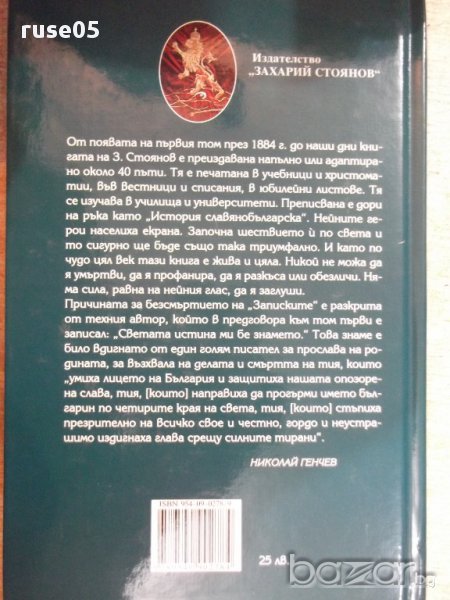 ruse05
Издателство
„ЗАХАРИЙ СТОЯНОВ“
От появата на първия том през 1884 г. до наши дни кни-
гата на З. Стоянов е преиздавана напълно или адаптира-
но около 40 пъти. Тя е печатана в учебници и христома-
тии, във вестници и списания, в юбилейни листове. Тя
се изучава в училища и университети. Преписвана е дори
на ръка като „История славянобългарска“. Нейните ге-
рои населиха екрана. Започна шествието ѝ по света и
то сигурно ще бъде също така триумфално. И като по
чудо цял век тази книга е жива и цяла. Никой не можа да
я умъртви, да я профанира, да я разкъса или обезличи. Ня-
ма сила, равна на нейния глас, да я заглуши.
Причината за безсмъртието на „Записките“ е разкрита
от техния автор, който в предговора към том първи е
записал: „Святата истина ми бе знамето.“ Това знаме е
било вдигнато от един голям писател за прослава на ро-
дината, за възхвала на делата и смъртта на тия, които
„умиха лицето на България и защитиха нашата опозоре-
на слава, тия, [които] направиха да прогърми името бъл-
гарин по четирите края на света, тия, [които] стъпиха
презрително на всичко свое и честно, гордо и неустра-
шимо издигнаха глава срещу силните тирани“.
НИКОЛАЙ ГЕНЧЕВ
25 лв.
bazar.bg